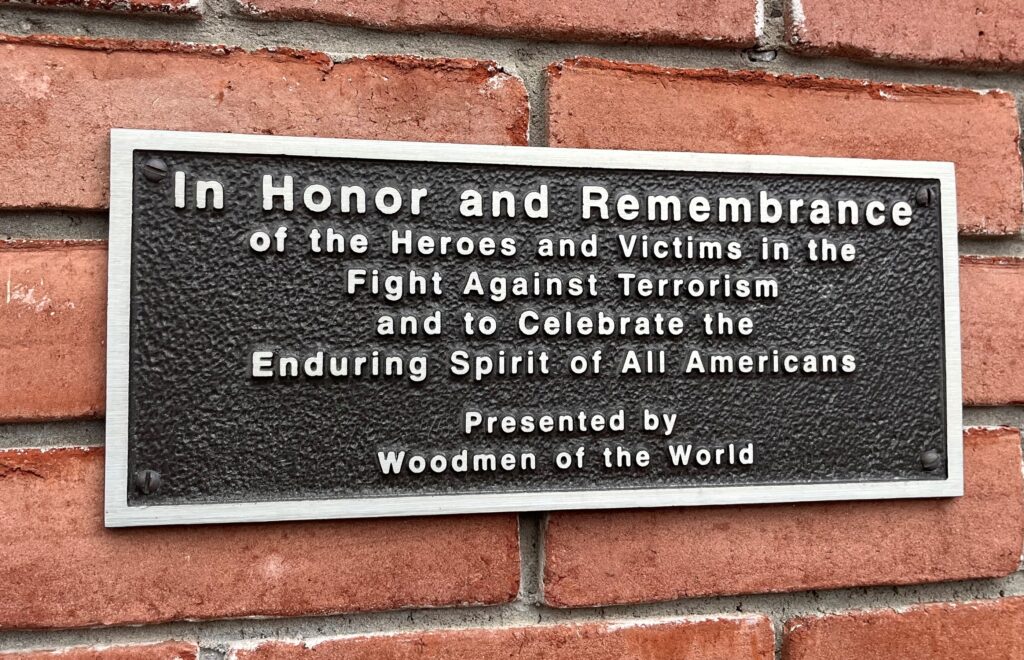 In Honor and Remembrance
of the Heroes and Victims in the
Fight Against Terrorism
and to Celebrate the
Enduring Spirit of All Americans
Presented by
Woodmen of the World